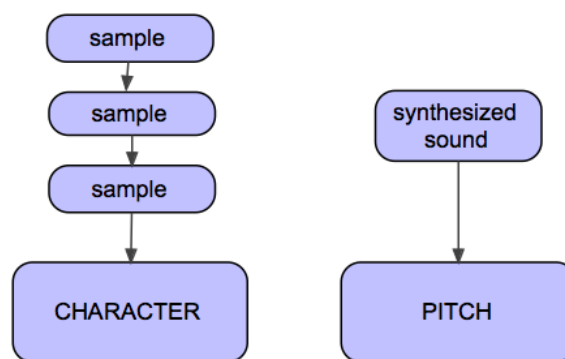 sample
sample
sample
CHARACTER
synthesized
sound
PITCH